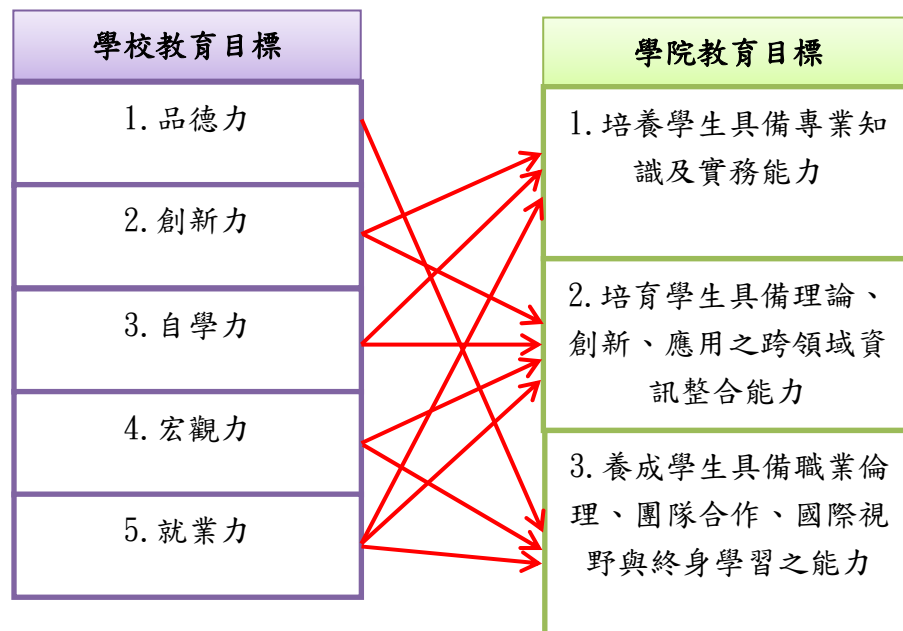 學校教育目標
1.品德力
2.創新力
3.自學力
4.宏觀力
5.就業力
學院教育目標
1.培養學生具備專業知
識及實務能力
2.培育學生具備理論、
創新、應用之跨領域資
訊整合能力
3.養成學生具備職業倫
理、團隊合作、國際視
野與終身學習之能力